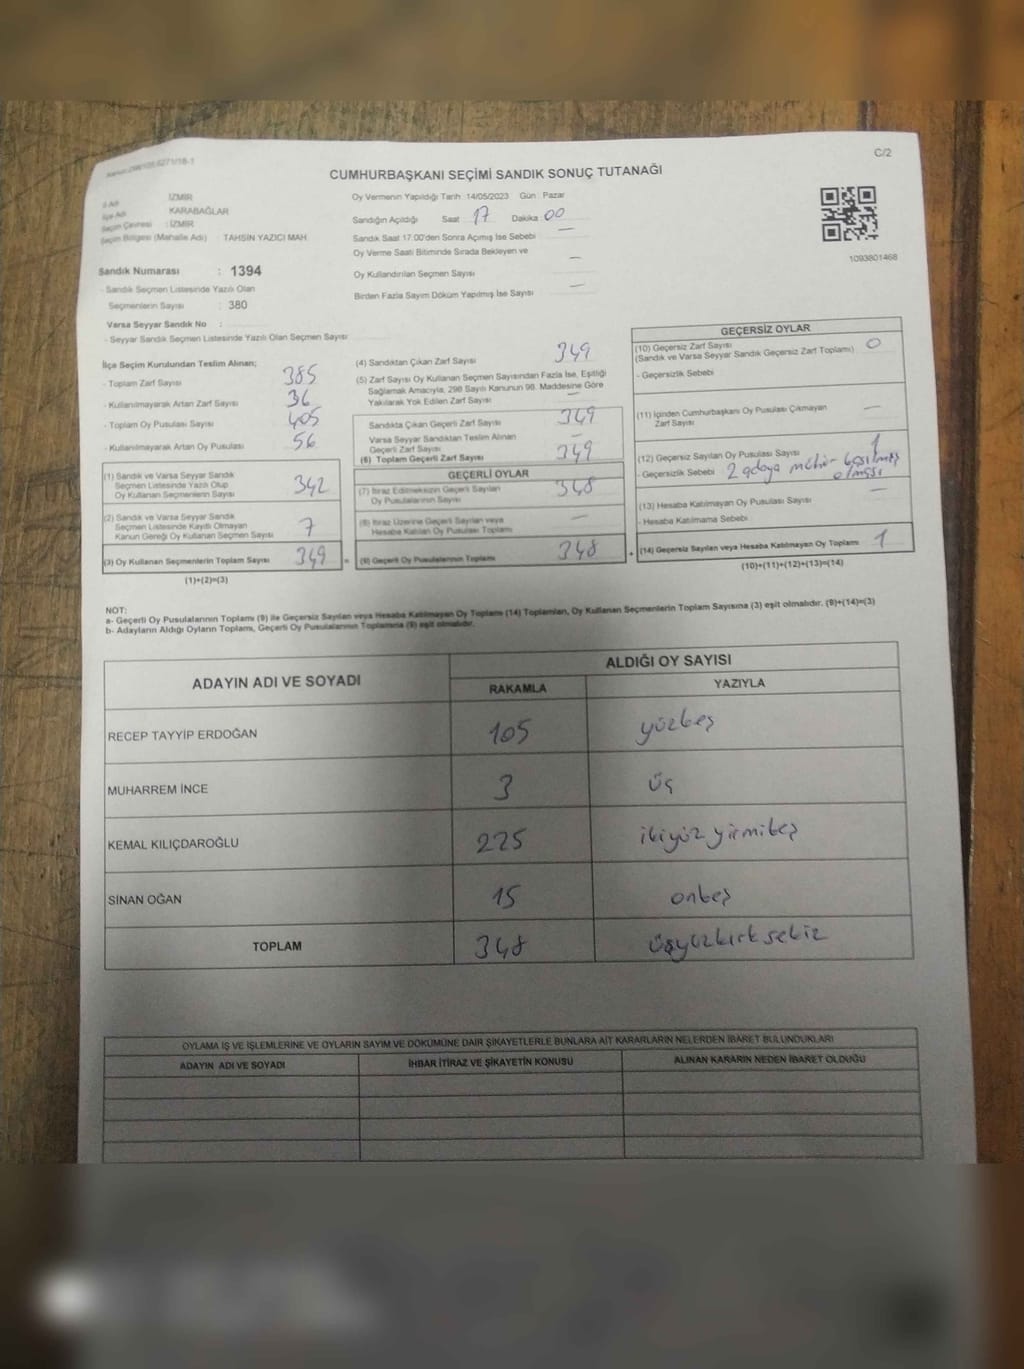 C/2
CUMHURBAŞKANI SEÇİMİ SANDIK SONUÇ TUTANAĞI
İl Adı : İZMİR
İlçe Adı : KARABAĞLAR
Seçim Çevresi : İZMİR
Seçim Bölgesi (Mahalle Adı) : TAHSİN YAZICI MAH.
Sandık Numarası : 1394
- Sandık Seçmen Listesinde Yazılı Olan
Seçmenlerin Sayısı : 380
Varsa Seyyar Sandık No :
- Seyyar Sandık Seçmen Listesinde Yazılı Olan Seçmen Sayısı
Oy Vermenin Yapıldığı Tarih :14/05/2023 Gün : Pazar
Sandığın Açıldığı Saat 17 Dakika 00
Sandık Saat 17.00'den Sonra Açımış İse Sebebi —
Oy Verme Saati Bitiminde Sırada Bekleyen ve
Oy Kullandırılan Seçmen Sayısı —
Birden Fazla Sayım Döküm Yapılmış İse Sayısı —
1093801468
İlçe Seçim Kurulundan Teslim Alınan;
- Toplam Zarf Sayısı 385
- Kullanılmayarak Artan Zarf Sayısı 36
- Toplam Oy Pusulası Sayısı 405
- Kullanılmayarak Artan Oy Pusulası 56
(1) Sandık ve Varsa Seyyar Sandık
Seçmen Listesinde Yazılı Olup
Oy Kullanan Seçmenlerin Sayısı 342
(2) Sandık ve Varsa Seyyar Sandık
Seçmen Listesinde Kayıtlı Olmayan
Kanun Gereği Oy Kullanan Seçmen Sayısı 7
(3) Oy Kullanan Seçmenlerin Toplam Sayısı 349 =
(1)+(2)=(3)
(4) Sandıktan Çıkan Zarf Sayısı 349
(5) Zarf Sayısı Oy Kullanan Seçmen Sayısından Fazla İse, Eşitliği
Sağlamak Amacıyla, 298 Sayılı Kanunun 98. Maddesine Göre
Yakılarak Yok Edilen Zarf Sayısı —
Sandıkta Çıkan Geçerli Zarf Sayısı 349
Varsa Seyyar Sandıktan Teslim Alınan
Geçerli Zarf Sayısı —
(6) Toplam Geçerli Zarf Sayısı 349
GEÇERLİ OYLAR
(7) İtiraz Edilmeksizin Geçerli Sayılan
Oy Pusulalarının Sayısı 348
(8) İtiraz Üzerine Geçerli Sayılan veya
Hesaba Katılan Oy Pusulası Toplamı —
(9) Geçerli Oy Pusulalarının Toplamı 348 +
GEÇERSİZ OYLAR
(10) Geçersiz Zarf Sayısı
(Sandık ve Varsa Seyyar Sandık Geçersiz Zarf Toplamı) 0
- Geçersizlik Sebebi
(11) İçinden Cumhurbaşkanı Oy Pusulası Çıkmayan
Zarf Sayısı —
(12) Geçersiz Sayılan Oy Pusulası Sayısı 1
- Geçersizlik Sebebi 2 adaya mühür basılmış
olması
(13) Hesaba Katılmayan Oy Pusulası Sayısı —
- Hesaba Katılmama Sebebi
(14) Geçersiz Sayılan veya Hesaba Katılmayan Oy Toplamı 1
(10)+(11)+(12)+(13)=(14)
NOT:
a- Geçerli Oy Pusulalarının Toplamı (9) ile Geçersiz Sayılan veya Hesaba Katılmayan Oy Toplamı (14) Toplamları, Oy Kullanan Seçmenlerin Toplam Sayısına (3) eşit olmalıdır. (9)+(14)=(3)
b- Adayların Aldığı Oyların Toplamı, Geçerli Oy Pusulalarının Toplamına (9) eşit olmalıdır.
ADAYIN ADI VE SOYADI ALDIĞI OY SAYISI
RAKAMLA YAZIYLA
RECEP TAYYİP ERDOĞAN 105 yüzbeş
MUHARREM İNCE 3 üç
KEMAL KILIÇDAROĞLU 225 ikiyüz yirmibeş
SİNAN OĞAN 15 onbeş
TOPLAM 348 üçyüzkırk sekiz
OYLAMA İŞ VE İŞLEMLERİNE VE OYLARIN SAYIM VE DÖKÜMÜNE DAİR ŞİKAYETLERLE BUNLARA AİT KARARLARIN NELERDEN İBARET BULUNDUKLARI
ADAYIN ADI VE SOYADI İHBAR İTİRAZ VE ŞİKAYETİN KONUSU ALINAN KARARIN NEDEN İBARET OLDUĞU